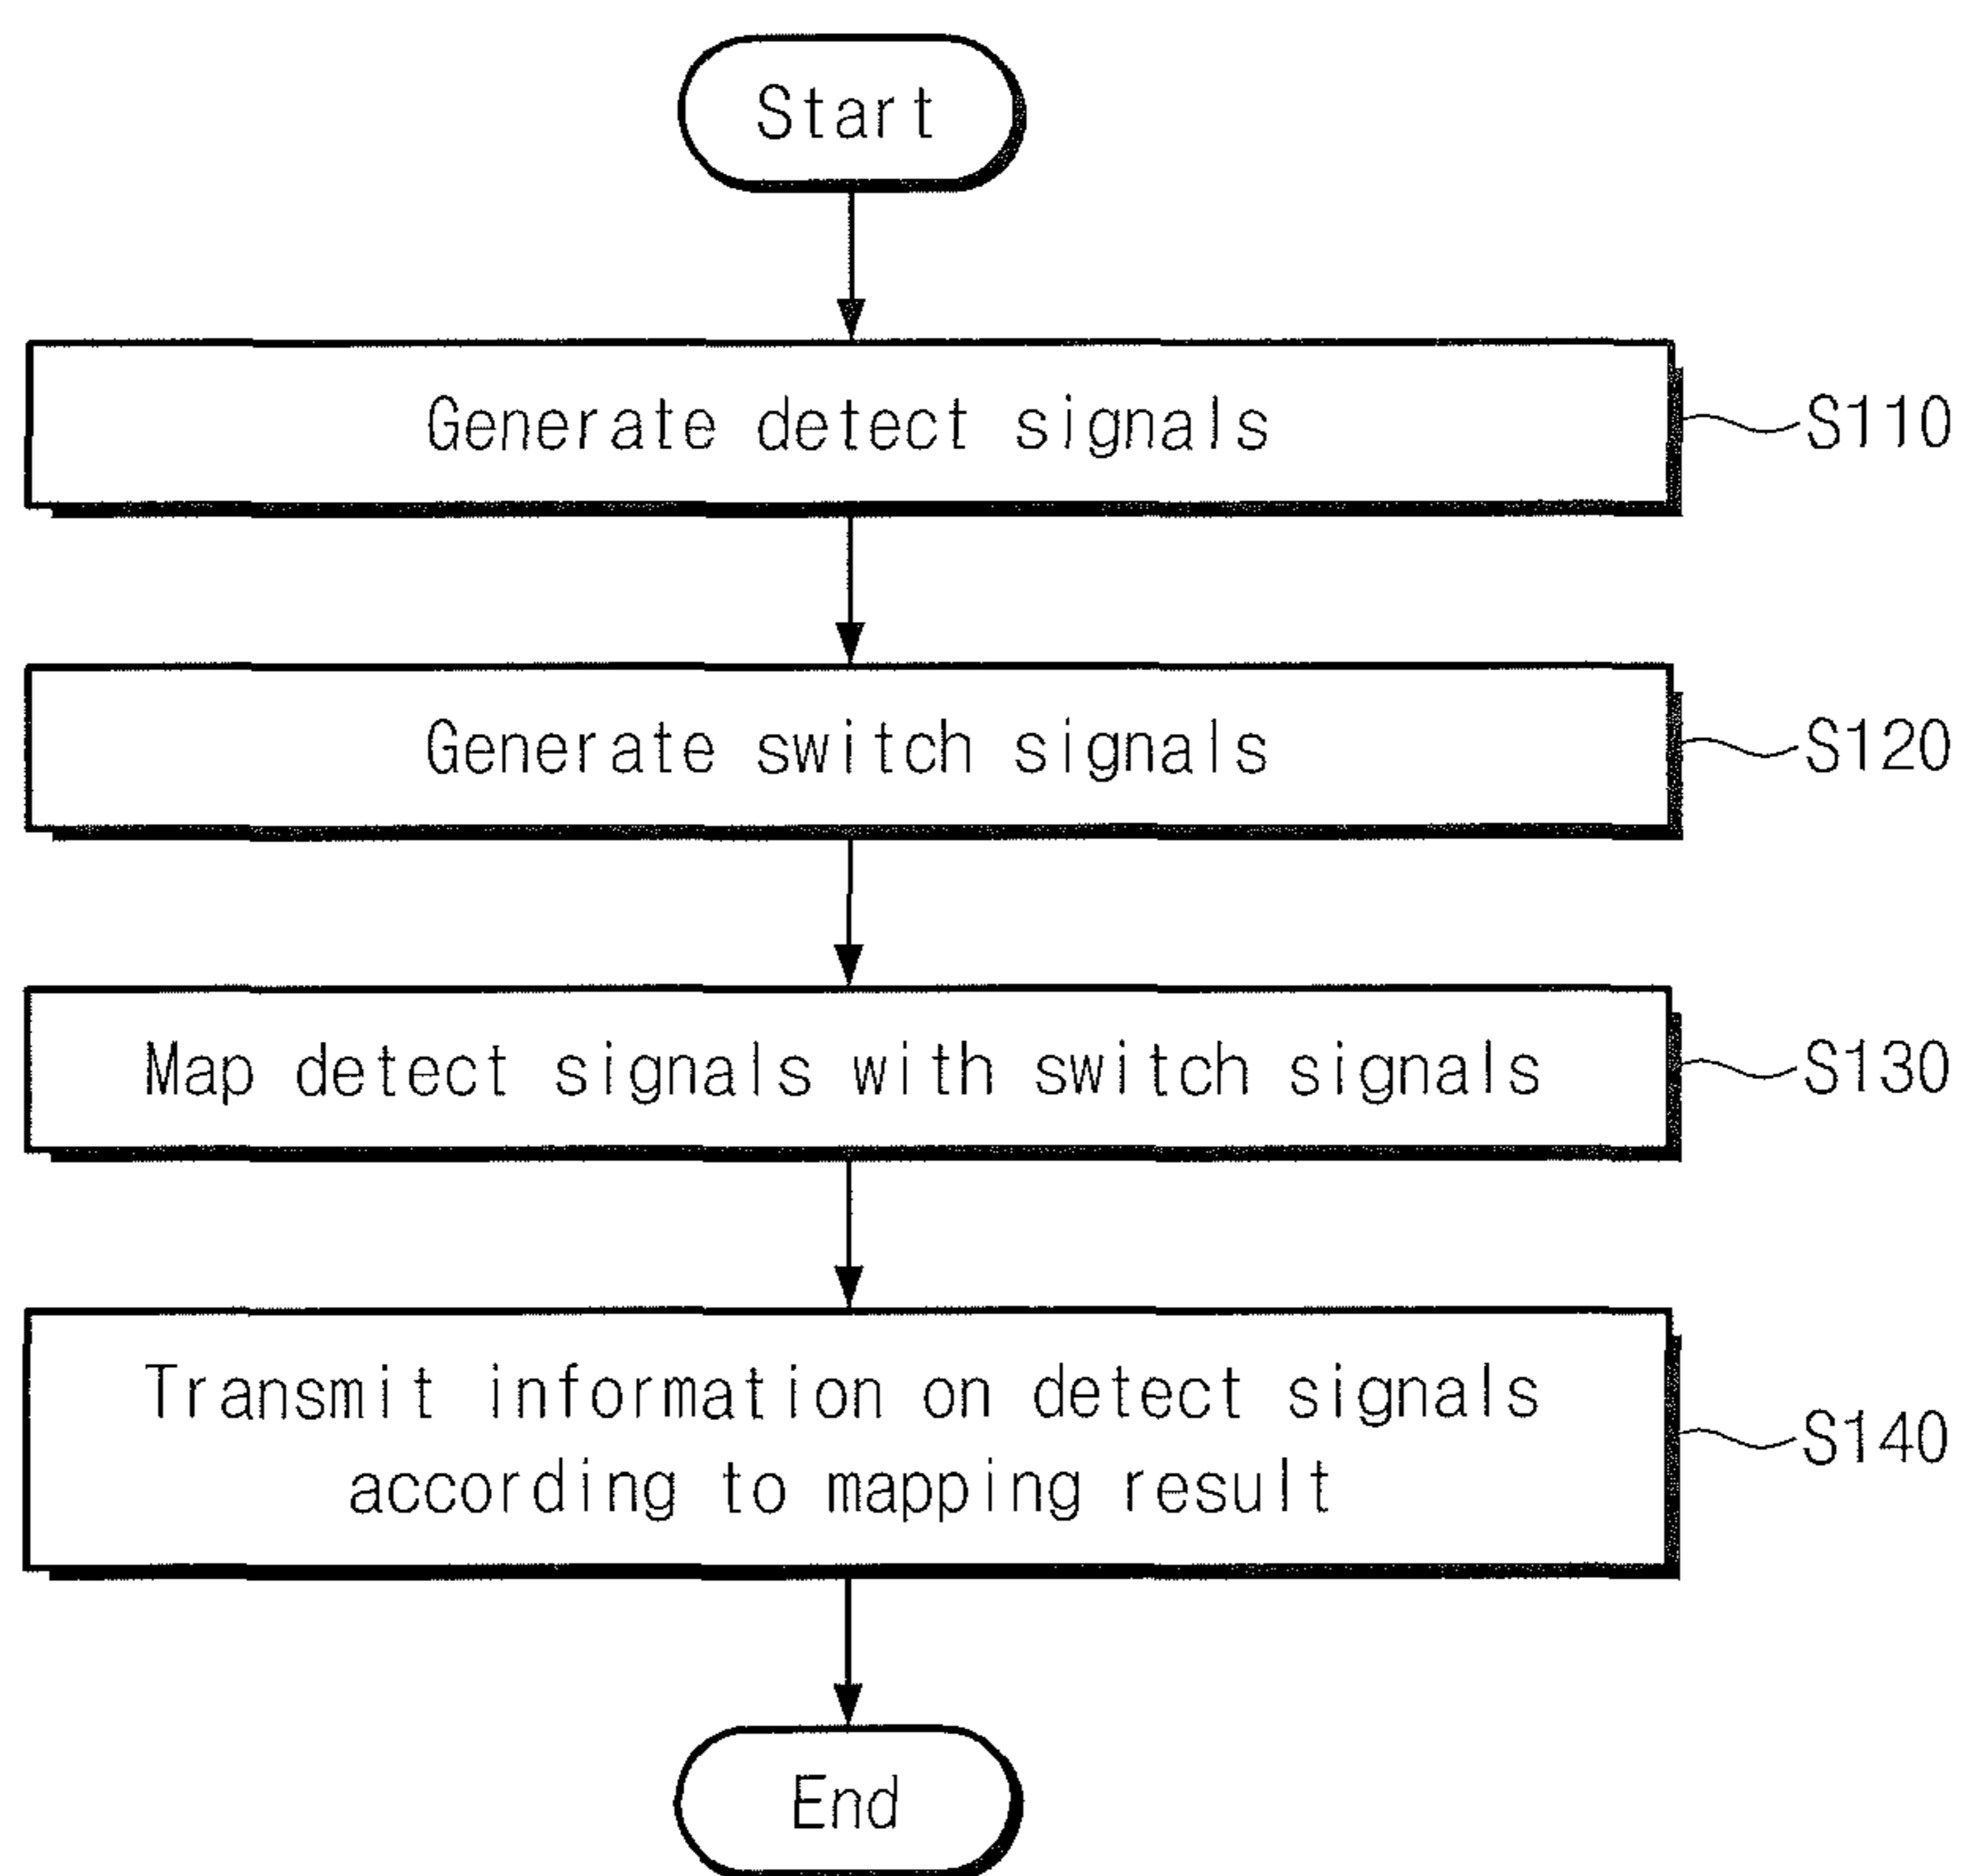 Start
Generate detect signals
S110
Generate switch signals
S120
Map detect signals with switch signals
S130
Transmit information on detect signals
according to mapping result
S140
End